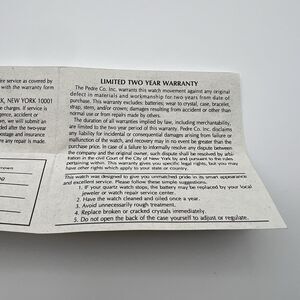 re service as covered by
with the warranty form
X, NEW YORK 10001
e charges. If service is
gence, accident or
, we will submit an
ded after the two-year
postage and insurance
re any repair is made.
LIMITED TWO YEAR WARRANTY
The Pedre Co. Inc. warrants this watch movement against any original
defect in materials and workmanship for two years from date of
purchase. This warranty excludes: batteries; wear to crystal, case, bracelet,
strap, stem, and/or crown; damages resulting from accident or other than
normal use or from repairs made by others.
The duration of all warranties implied by law, including merchantability,
are limited to the two year period of this warranty. Pedre Co. Inc. disclaims
any liability for incidental or consequential damages arising from failure or
malfunction of the watch, and recovery may in no event be greater than the
purchase price. In case of a failure to informally resolve any dispute between
the company and the original owner, such dispute shall be resolved by arbi-
tration in the civil Court of the City of New York by and pursuant to the rules
pertaining within. This warranty gives you specific legal rights, but you may
have other rights which apply to your state or country.
This watch was designed to give you unmatched pride in its smart appearance
and excellent service. Please follow these simple suggestions.
1. If your quartz watch stops, the battery may be replaced by your local
jeweler or watch repair service center.
2. Have the watch cleaned and oiled once a year.
3. Avoid unnecessarily rough treatment.
4. Replace broken or cracked crystals immediately.
5. Do not open the back of the case yourself to adjust or regulate.